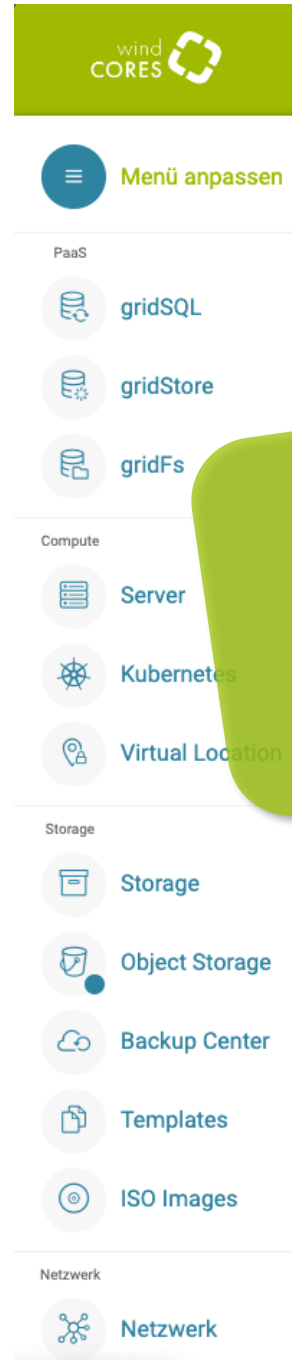 wind
CORES
Menü anpassen
PaaS
gridSQL
gridStore
gridFs
Compute
Server
Kubernetes
Virtual Location
Storage
Storage
Object Storage
Backup Center
Templates
ISO Images
Netzwerk
Netzwerk